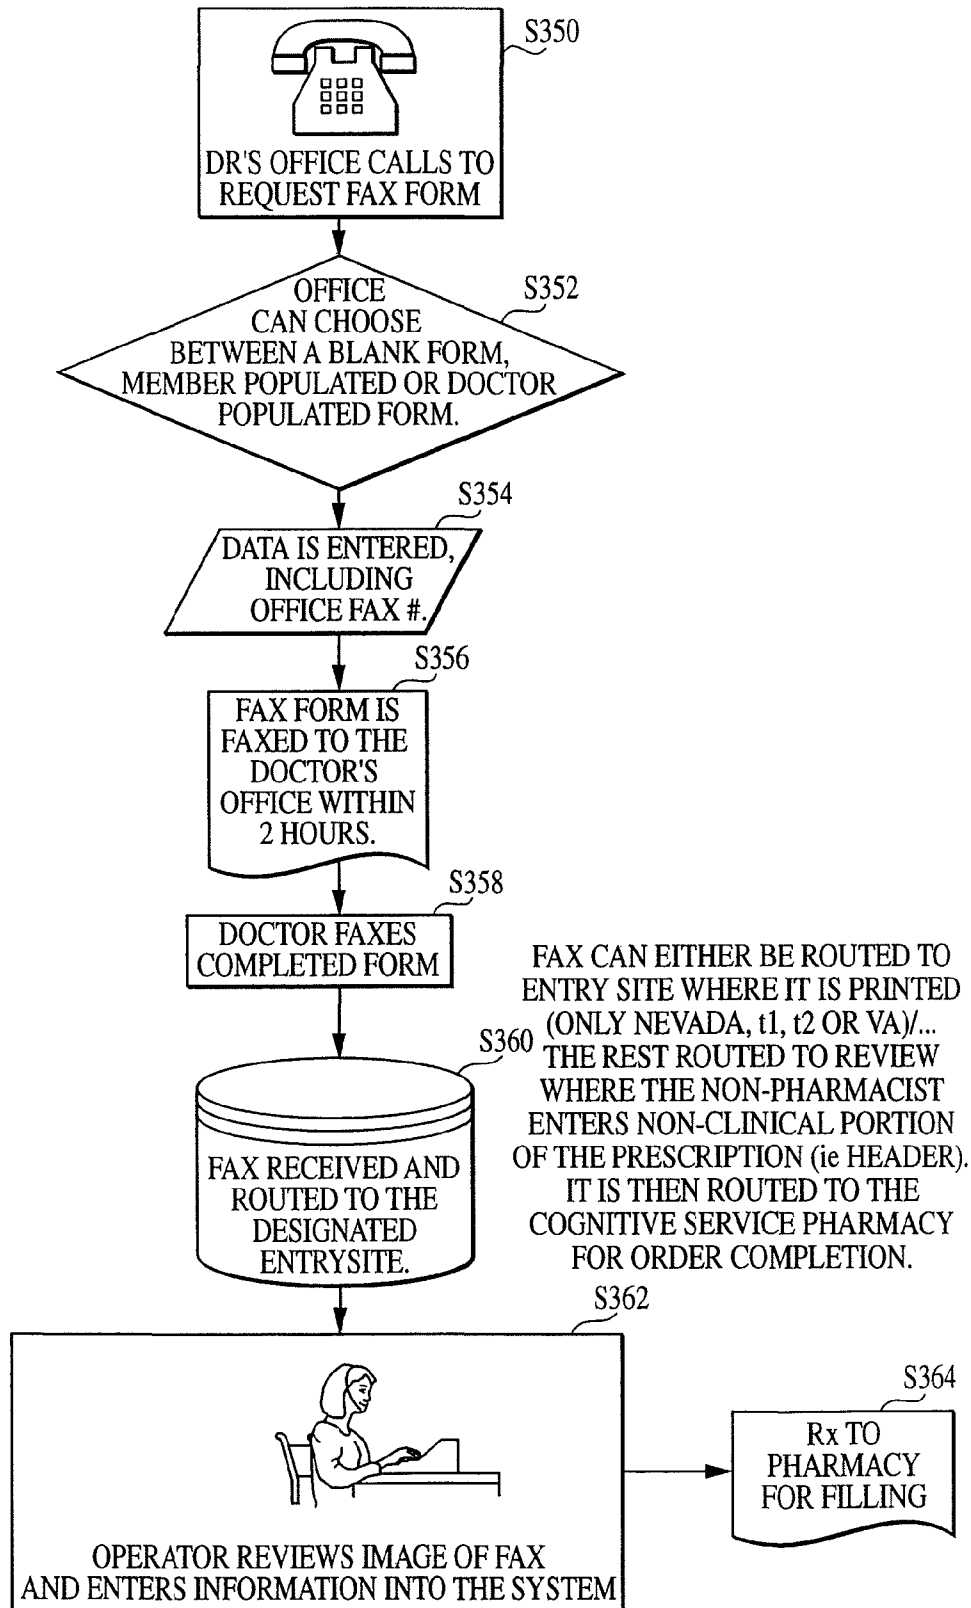 S350
DR'S OFFICE CALLS TO
REQUEST FAX FORM
S352
OFFICE
CAN CHOOSE
BETWEEN A BLANK FORM,
MEMBER POPULATED OR DOCTOR
POPULATED FORM.
S354
DATA IS ENTERED,
INCLUDING
OFFICE FAX #.
S356
FAX FORM IS
FAXED TO THE
DOCTOR'S
OFFICE WITHIN
2 HOURS.
S358
DOCTOR FAXES
COMPLETED FORM
S360
FAX RECEIVED AND
ROUTED TO THE
DESIGNATED
ENTRYSITE.
FAX CAN EITHER BE ROUTED TO
ENTRY SITE WHERE IT IS PRINTED
(ONLY NEVADA, t1, t2 OR VA)/...
THE REST ROUTED TO REVIEW
WHERE THE NON-PHARMACIST
ENTERS NON-CLINICAL PORTION
OF THE PRESCRIPTION (ie HEADER).
IT IS THEN ROUTED TO THE
COGNITIVE SERVICE PHARMACY
FOR ORDER COMPLETION.
S362
OPERATOR REVIEWS IMAGE OF FAX
AND ENTERS INFORMATION INTO THE SYSTEM
S364
Rx TO
PHARMACY
FOR FILLING